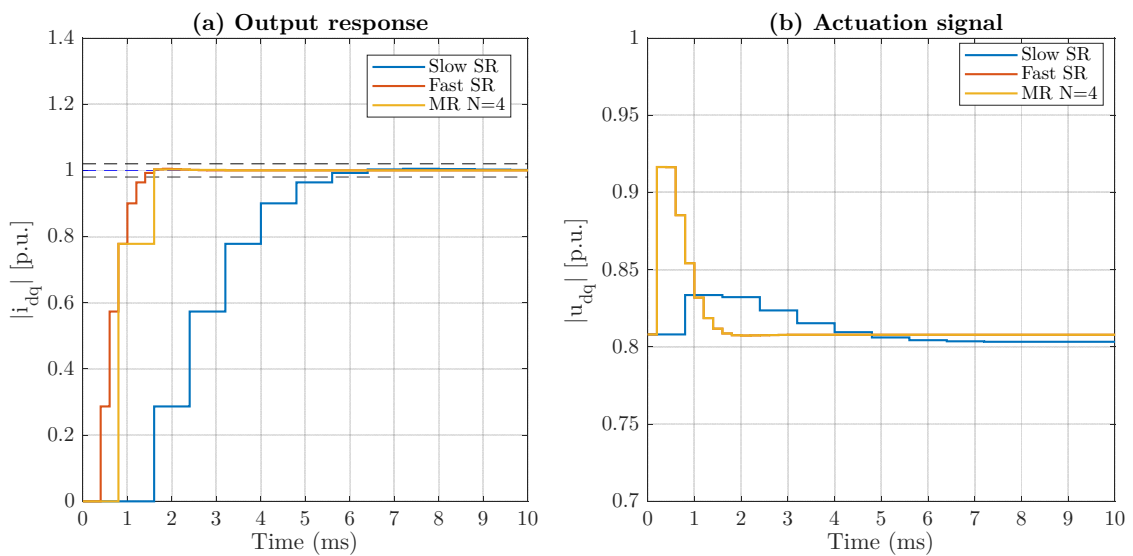 (a) Output response
1.4
1.2
1
0.8
0.6
0.4
0.2
0
|i_dq| [p.u.]
0 1 2 3 4 5 6 7 8 9 10
Time (ms)
Slow SR
Fast SR
MR N=4
(b) Actuation signal
1
0.95
0.9
0.85
0.8
0.75
0.7
|u_dq| [p.u.]
0 1 2 3 4 5 6 7 8 9 10
Time (ms)
Slow SR
Fast SR
MR N=4